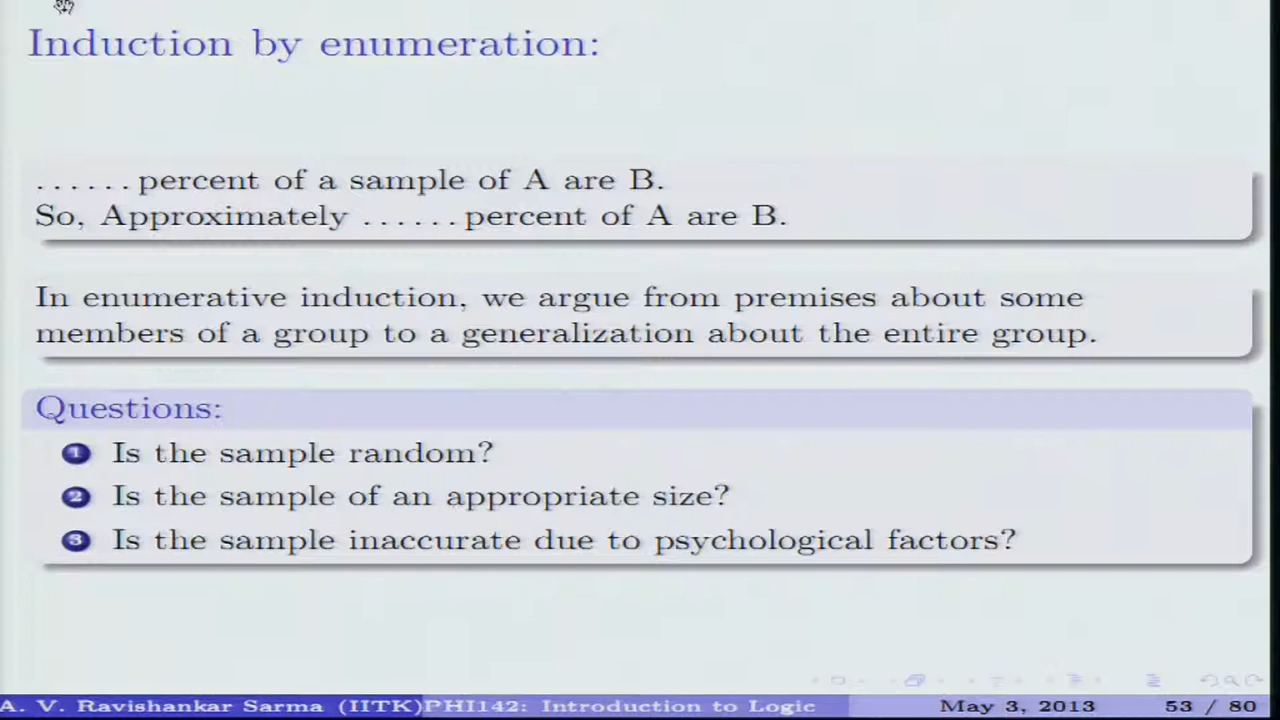 Induction by enumeration:
...... percent of a sample of A are B.
So, Approximately ...... percent of A are B.
In enumerative induction, we argue from premises about some
members of a group to a generalization about the entire group.
Questions:
1 Is the sample random?
2 Is the sample of an appropriate size?
3 Is the sample inaccurate due to psychological factors?
A. V. Ravishankar Sarma (IITK) PHI142: Introduction to Logic May 3, 2013 53 / 80